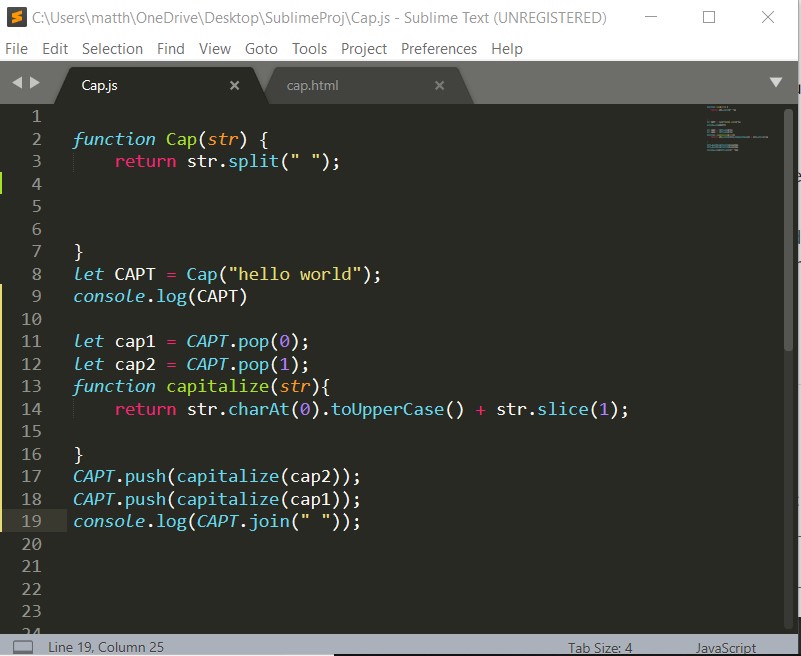 C:\Users\matth\OneDrive\Desktop\SublimeProj\Cap.js - Sublime Text (UNREGISTERED)
File Edit Selection Find View Goto Tools Project Preferences Help
Cap.js cap.html
1
2 function Cap(str) {
3     return str.split(" ");
4
5
6
7 }
8 let CAPT = Cap("hello world");
9 console.log(CAPT)
10
11 let cap1 = CAPT.pop(0);
12 let cap2 = CAPT.pop(1);
13 function capitalize(str){
14     return str.charAt(0).toUpperCase() + str.slice(1);
15
16 }
17 CAPT.push(capitalize(cap2));
18 CAPT.push(capitalize(cap1));
19 console.log(CAPT.join(" "));
20
21
22
23
24
Line 19, Column 25 Tab Size: 4 JavaScript